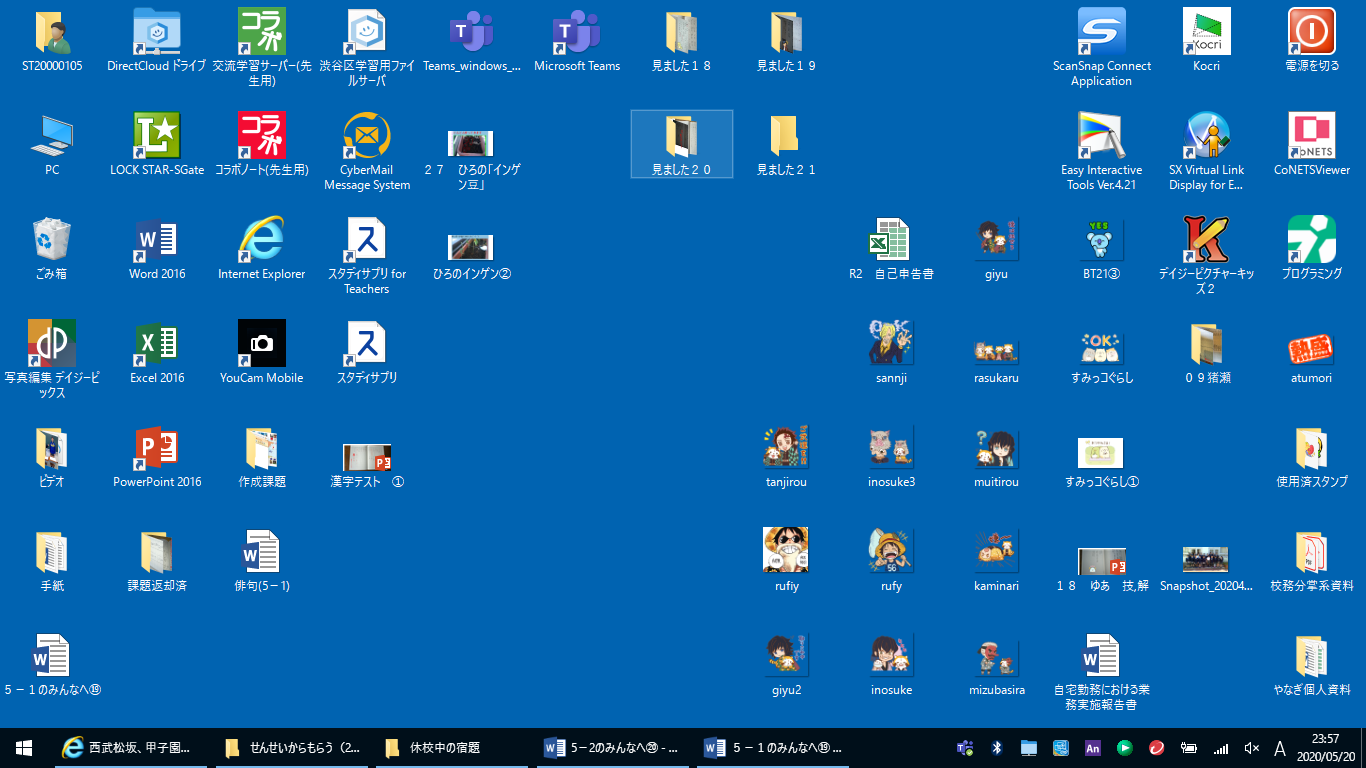 ST20000105
DirectCloud ドライブ
交流学習サーバー(先
生用)
渋谷区学習用ファイ
ルサーバ
Teams_windows_...
Microsoft Teams
見ました１８
見ました１９
ScanSnap Connect
Application
Kocri
Kocri
電源を切る
コラボ
PC
LOCK STAR-SGate
コラボ
コラボノート(先生用)
CyberMail
Message System
２７　ひろの「インゲ
ン豆」
見ました２０
見ました２１
Easy Interactive
Tools Ver.4.21
SX Virtual Link
Display for E...
CoNETS
CoNETSViewer
ごみ箱
Word 2016
Internet Explorer
ス
スタディサプリ for
Teachers
ひろのインゲン②
R2　自己申告書
giyu
YES
BT21③
デイジーピクチャーキッ
ズ２
プログラミング
写真編集 デイジーピ
ックス
Excel 2016
YouCam Mobile
ス
スタディサプリ
OK
sannji
rasukaru
OK
すみっコぐらし
０９猪瀬
熱盛
atumori
ビデオ
PowerPoint 2016
作成課題
漢字テスト　①
tanjirou
inosuke3
muitirou
すみっコぐらし①
使用済スタンプ
手紙
課題返却済
俳句(５－１)
rufiy
56
rufy
kaminari
１８　ゆあ　技,解
Snapshot_20204...
校務分掌系資料
５－１のみんなへ⑲
giyu2
inosuke
mizubasira
自宅勤務における業
務実施報告書
やなぎ個人資料
西武松坂、甲子園...
せんせいからもらう（2...
休校中の宿題
５－２のみんなへ⑳ - ...
５－１のみんなへ⑲ ...
An
A
23:57
2020/05/20